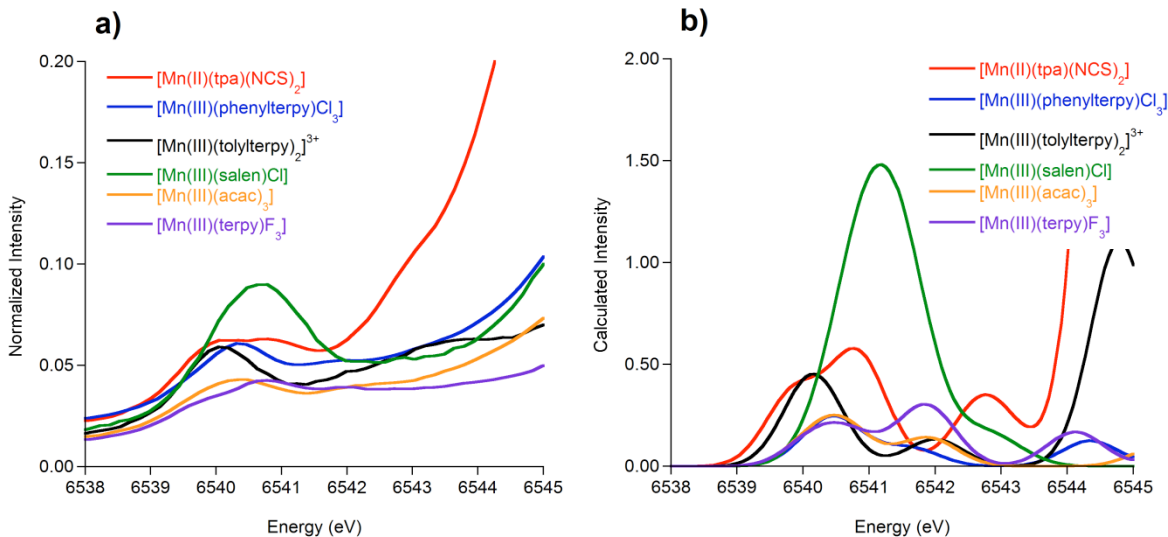 a)
0.20
0.15
0.10
0.05
0.00
Normalized Intensity
[Mn(II)(tpa)(NCS)2]
[Mn(III)(phenylterpy)Cl3]
[Mn(III)(tolylterpy)2]3+
[Mn(III)(salen)Cl]
[Mn(III)(acac)3]
[Mn(III)(terpy)F3]
6538 6539 6540 6541 6542 6543 6544 6545
Energy (eV)
b)
2.00
1.50
1.00
0.50
0.00
Calculated Intensity
[Mn(II)(tpa)(NCS)2]
[Mn(III)(phenylterpy)Cl3]
[Mn(III)(tolylterpy)2]3+
[Mn(III)(salen)Cl]
[Mn(III)(acac)3]
[Mn(III)(terpy)F3]
6538 6539 6540 6541 6542 6543 6544 6545
Energy (eV)